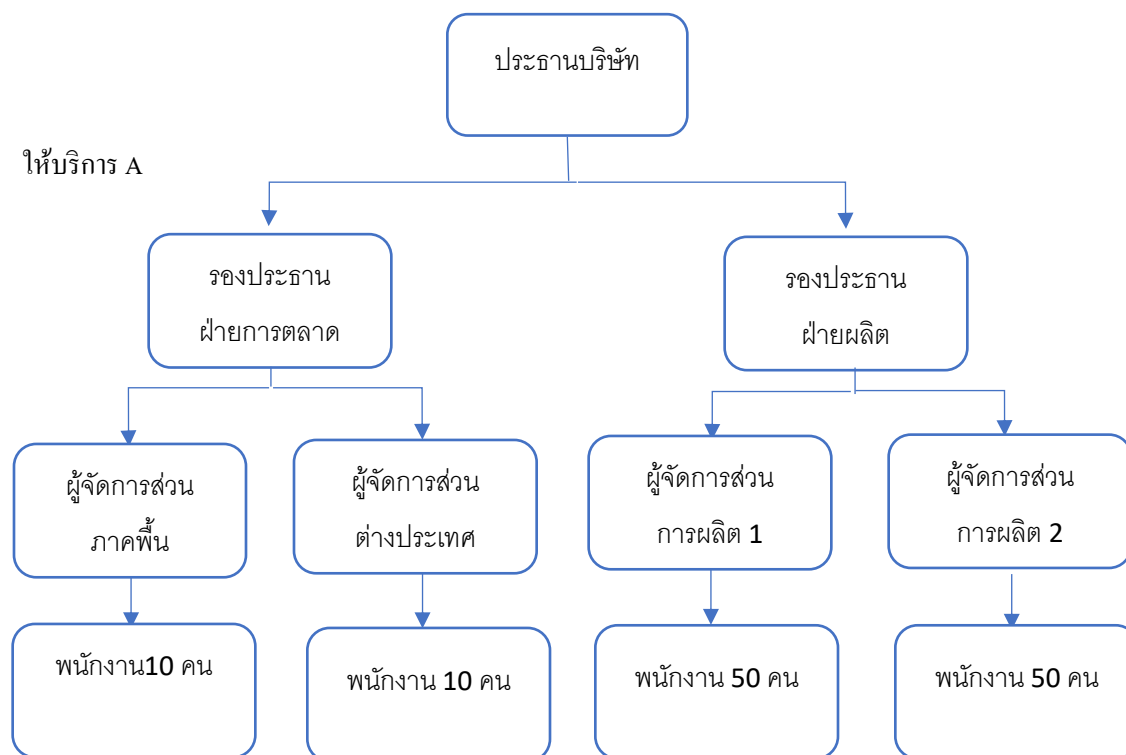 ประธานบริษัท
ให้บริการ A
รองประธาน
ฝ่ายการตลาด
รองประธาน
ฝ่ายผลิต
ผู้จัดการส่วน
ภาคพื้น
ผู้จัดการส่วน
ต่างประเทศ
ผู้จัดการส่วน
การผลิต 1
ผู้จัดการส่วน
การผลิต 2
พนักงาน10 คน
พนักงาน 10 คน
พนักงาน 50 คน
พนักงาน 50 คน